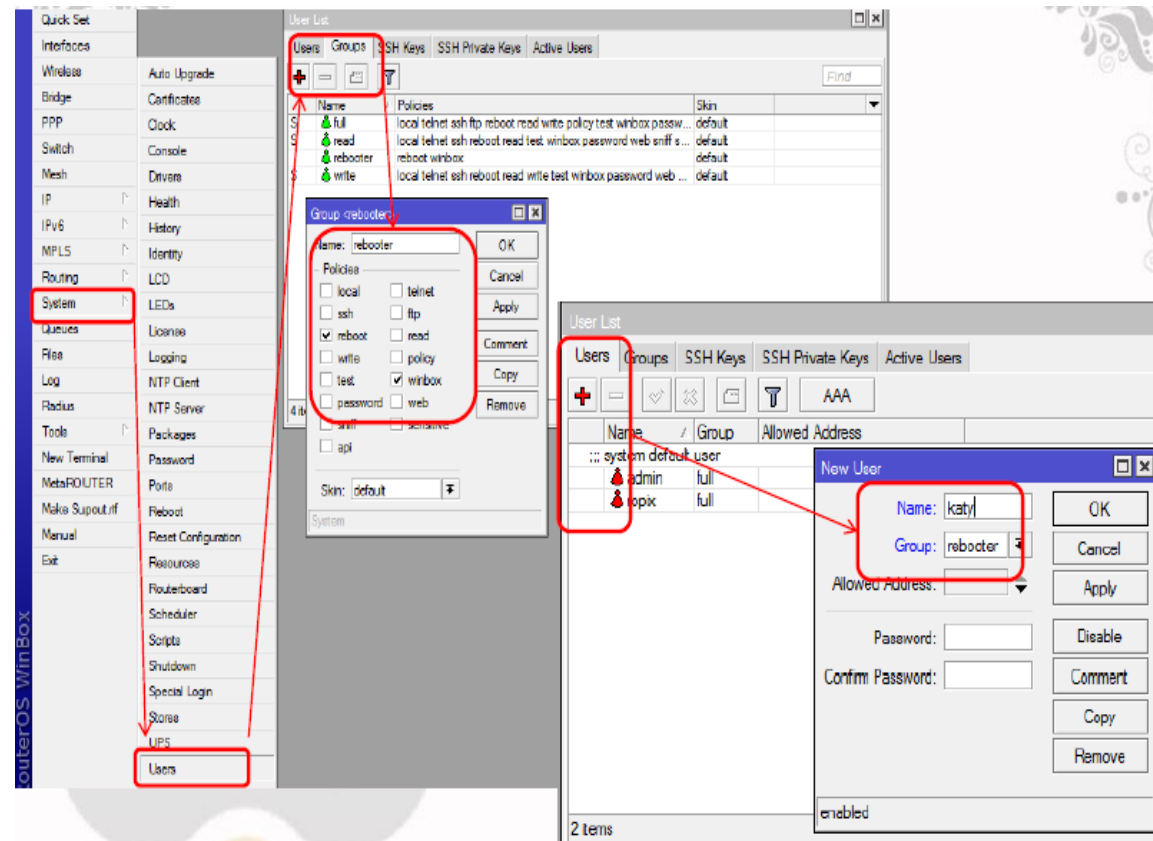 Quick Set
Interfaces
Wireless
Bridge
PPP
Switch
Mesh
IP
IPv6
MPLS
Routing
System
Queues
Files
Log
Radius
Tools
New Terminal
MetaROUTER
Make Supout.rif
Manual
Exit
RouterOS WinBox
Auto Upgrade
Certificates
Clock
Console
Drivers
Health
History
Identity
LCD
LEDs
License
Logging
NTP Client
NTP Server
Packages
Password
Ports
Reboot
Reset Configuration
Resources
Routerboard
Scheduler
Scripts
Shutdown
Special Login
Stores
UPS
Users
User List
Users Groups SSH Keys SSH Private Keys Active Users
Find
Name Policies Skin
S full local telnet ssh ftp reboot read write policy test winbox passw... default
S read local telnet ssh reboot read test winbox password web sniff s... default
rebooter reboot winbox default
S write local telnet ssh reboot read write test winbox password web ... default
Group <rebooter>
Name: rebooter OK
Policies Cancel
local telnet
ssh ftp Apply
reboot read
write policy Comment
test winbox Copy
password web Remove
sniff sensitive
api
Skin: default
System
User List
Users Groups SSH Keys SSH Private Keys Active Users
AAA
Name Group Allowed Address
;;; system default user
admin full
ropix full
2 items
New User
Name: katy OK
Group: rebooter Cancel
Allowed Address: Apply
Password: Disable
Confirm Password: Comment
Copy
Remove
enabled